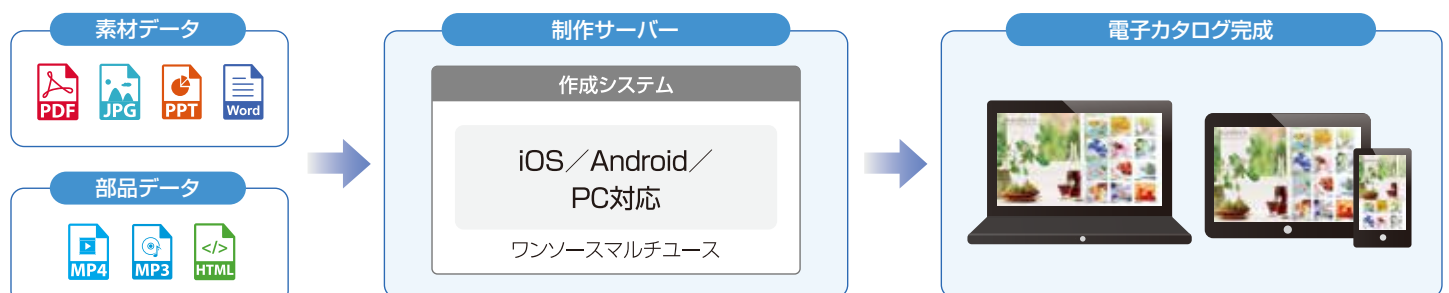 素材データ
PDF
JPG
PPT
Word
部品データ
MP4
MP3
</>
HTML
制作サーバー
作成システム
iOS／Android／
PC対応
ワンソースマルチユース
電子カタログ完成